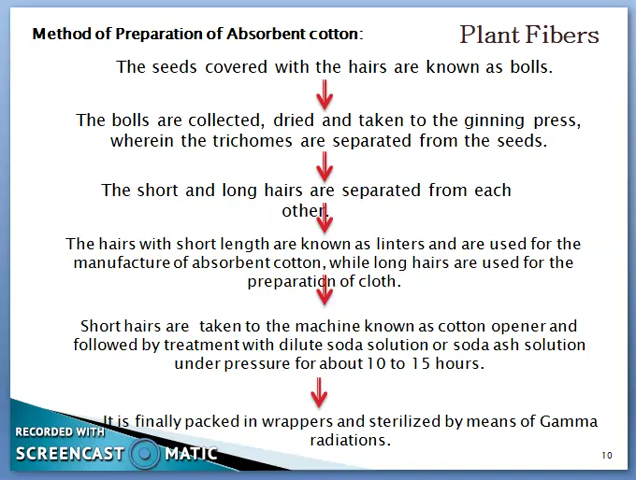 Method of Preparation of Absorbent cotton:
Plant Fibers
The seeds covered with the hairs are known as bolls.
The bolls are collected, dried and taken to the ginning press,
wherein the trichomes are separated from the seeds.
The short and long hairs are separated from each
other.
The hairs with short length are known as linters and are used for the
manufacture of absorbent cotton, while long hairs are used for the
preparation of cloth.
Short hairs are taken to the machine known as cotton opener and
followed by treatment with dilute soda solution or soda ash solution
under pressure for about 10 to 15 hours.
It is finally packed in wrappers and sterilized by means of Gamma
radiations.
RECORDED WITH
SCREENCAST MATIC
10